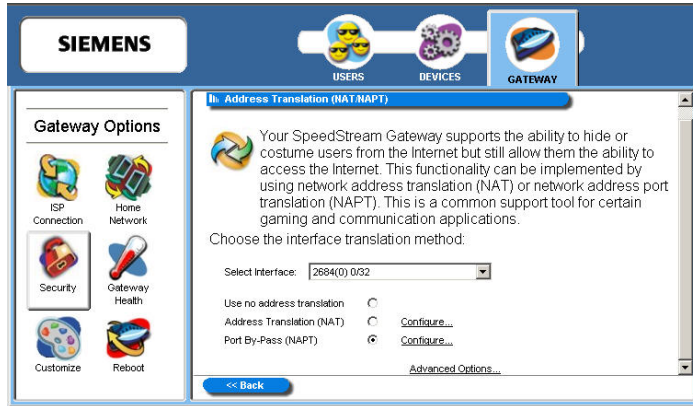 SIEMENS
USERS
DEVICES
GATEWAY
Gateway Options
ISP
Connection
Home
Network
Security
Gateway
Health
Customize
Reboot
Address Translation (NAT/NAPT)
Your SpeedStream Gateway supports the ability to hide or
costume users from the Internet but still allow them the ability to
access the Internet. This functionality can be implemented by
using network address translation (NAT) or network address port
translation (NAPT). This is a common support tool for certain
gaming and communication applications.
Choose the interface translation method:
Select Interface: 2684(0) 0/32
Use no address translation
Address Translation (NAT) Configure...
Port By-Pass (NAPT) Configure...
Advanced Options...
<< Back